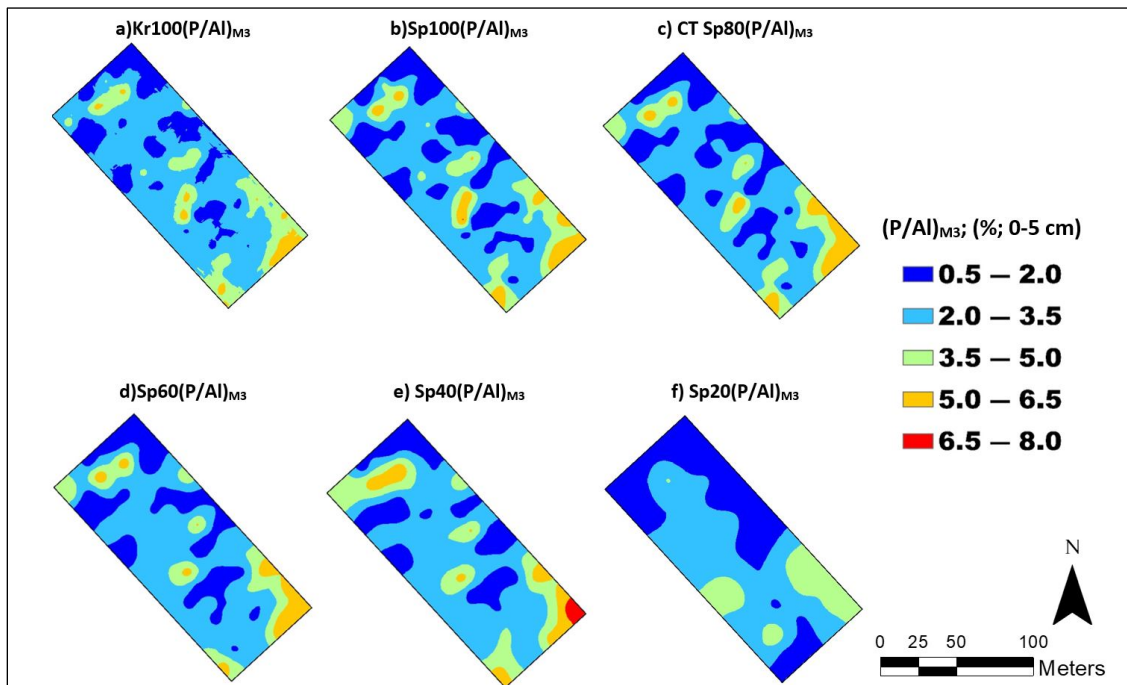 a)Kr100(P/Al)M3
b)Sp100(P/Al)M3
c) CT Sp80(P/Al)M3
(P/Al)M3; (%; 0-5 cm)
0.5 — 2.0
2.0 — 3.5
3.5 — 5.0
5.0 — 6.5
6.5 — 8.0
d)Sp60(P/Al)M3
e) Sp40(P/Al)M3
f) Sp20(P/Al)M3
N
0 25 50 100
Meters